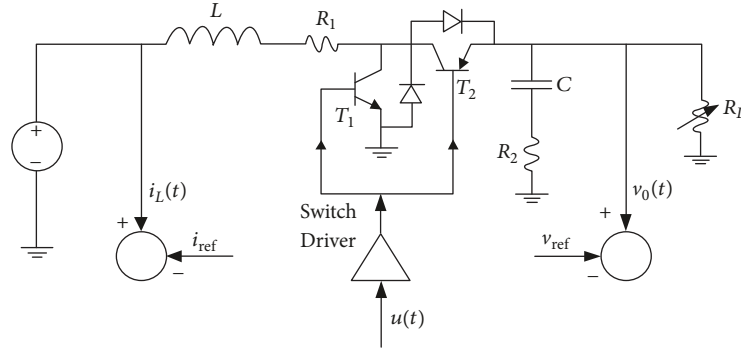 L
R1
T1
T2
C
RL
R2
iL(t)
v0(t)
+
−
+
−
iref
Switch
Driver
vref
+
−
u(t)